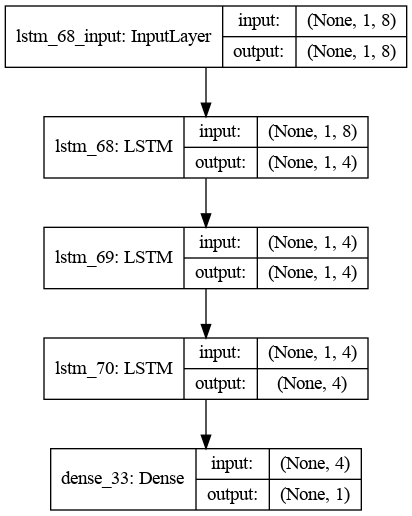 lstm_68_input: InputLayer
input: (None, 1, 8)
output: (None, 1, 8)
lstm_68: LSTM
input: (None, 1, 8)
output: (None, 1, 4)
lstm_69: LSTM
input: (None, 1, 4)
output: (None, 1, 4)
lstm_70: LSTM
input: (None, 1, 4)
output: (None, 4)
dense_33: Dense
input: (None, 4)
output: (None, 1)